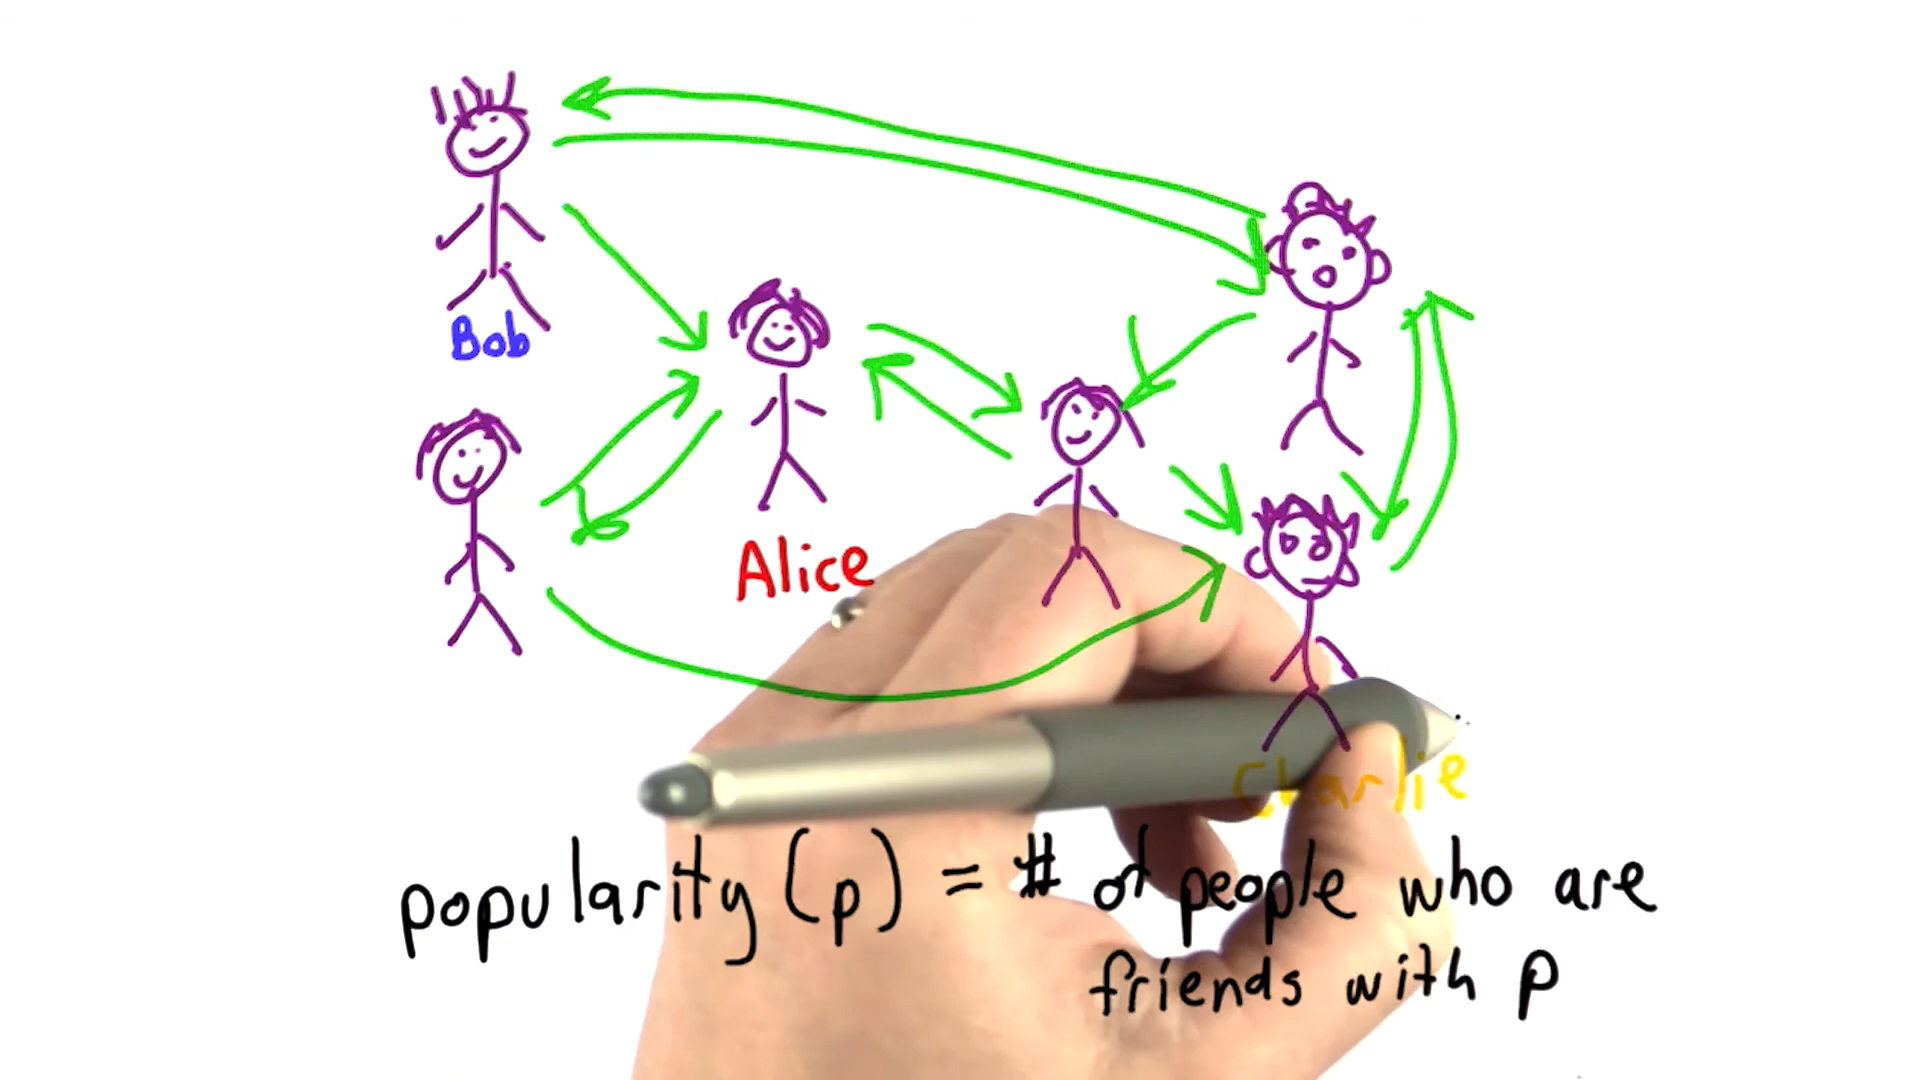 Bob
Alice
Charlie
popularity(p) = # of people who are
friends with p